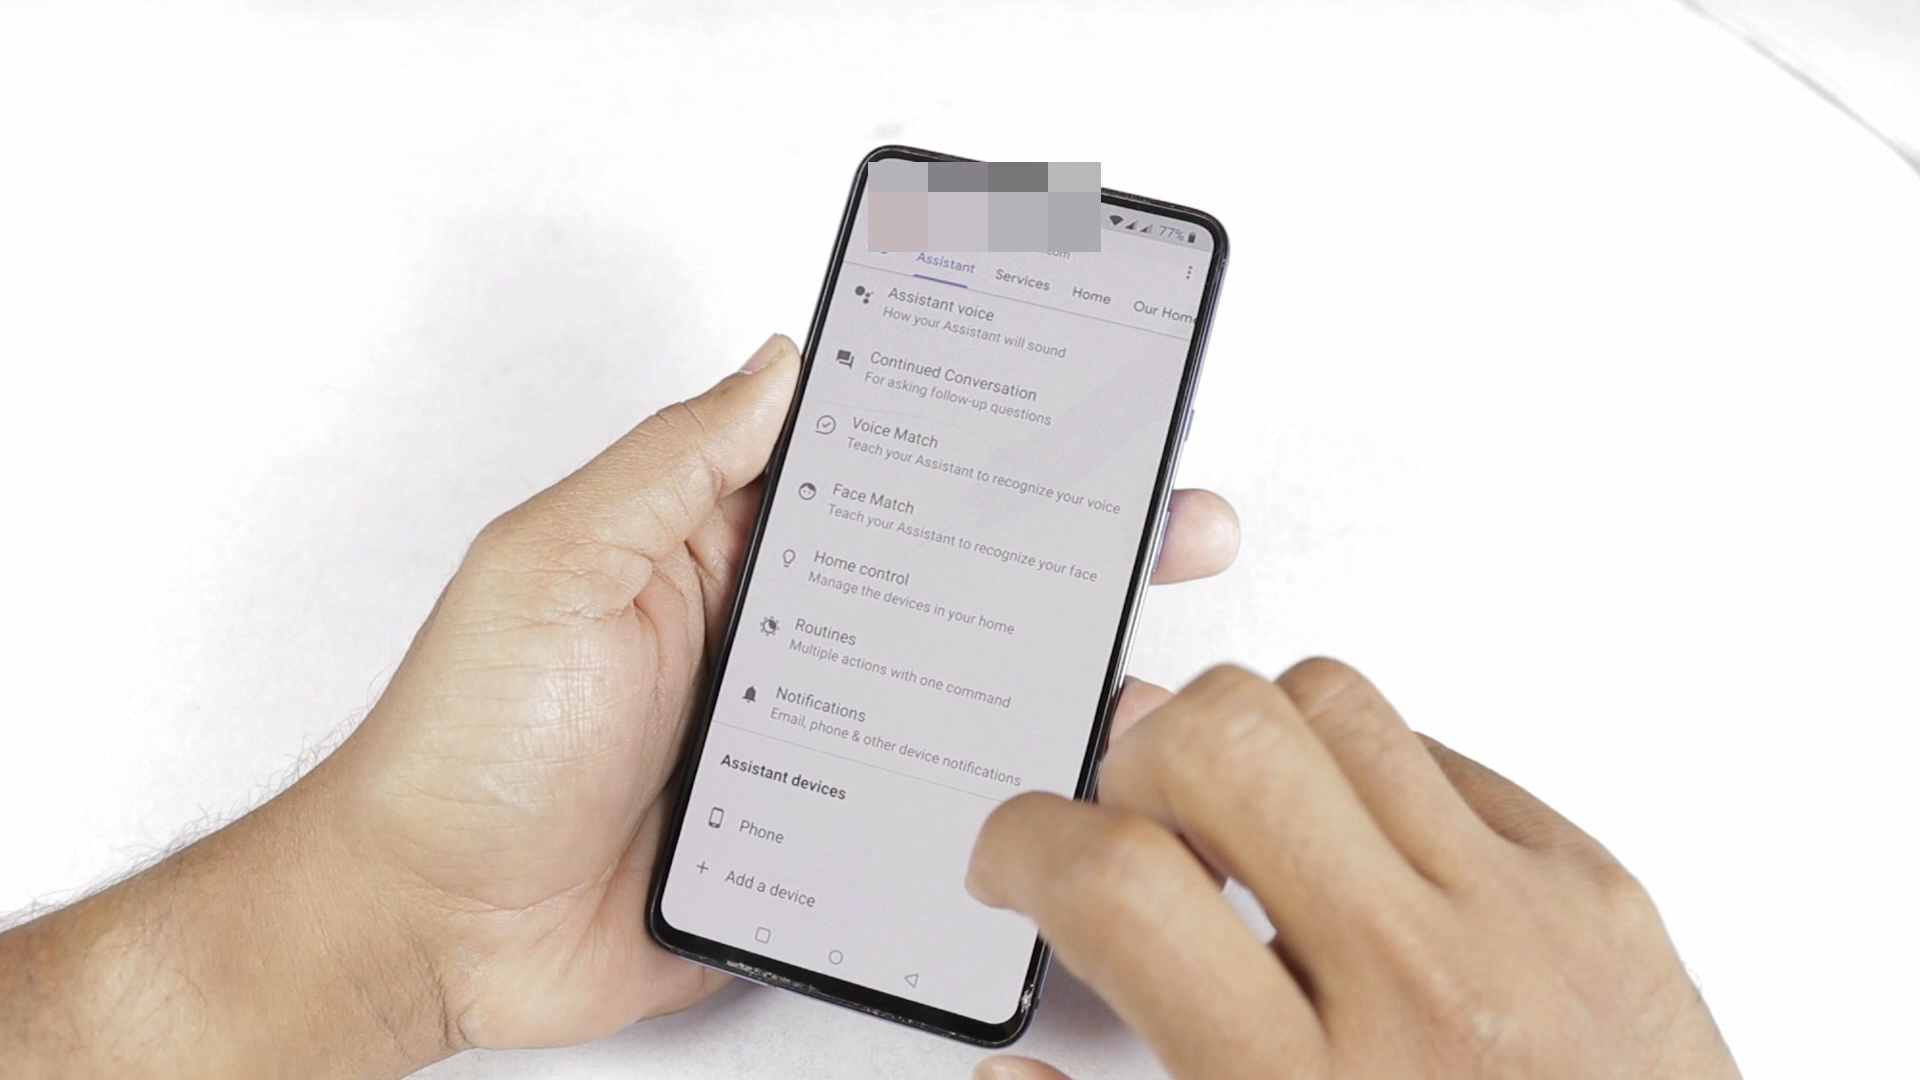 77%
com
Assistant
Services
Home
Our Home
Assistant voice
How your Assistant will sound
Continued Conversation
For asking follow-up questions
Voice Match
Teach your Assistant to recognize your voice
Face Match
Teach your Assistant to recognize your face
Home control
Manage the devices in your home
Routines
Multiple actions with one command
Notifications
Email, phone & other device notifications
Assistant devices
Phone
Add a device